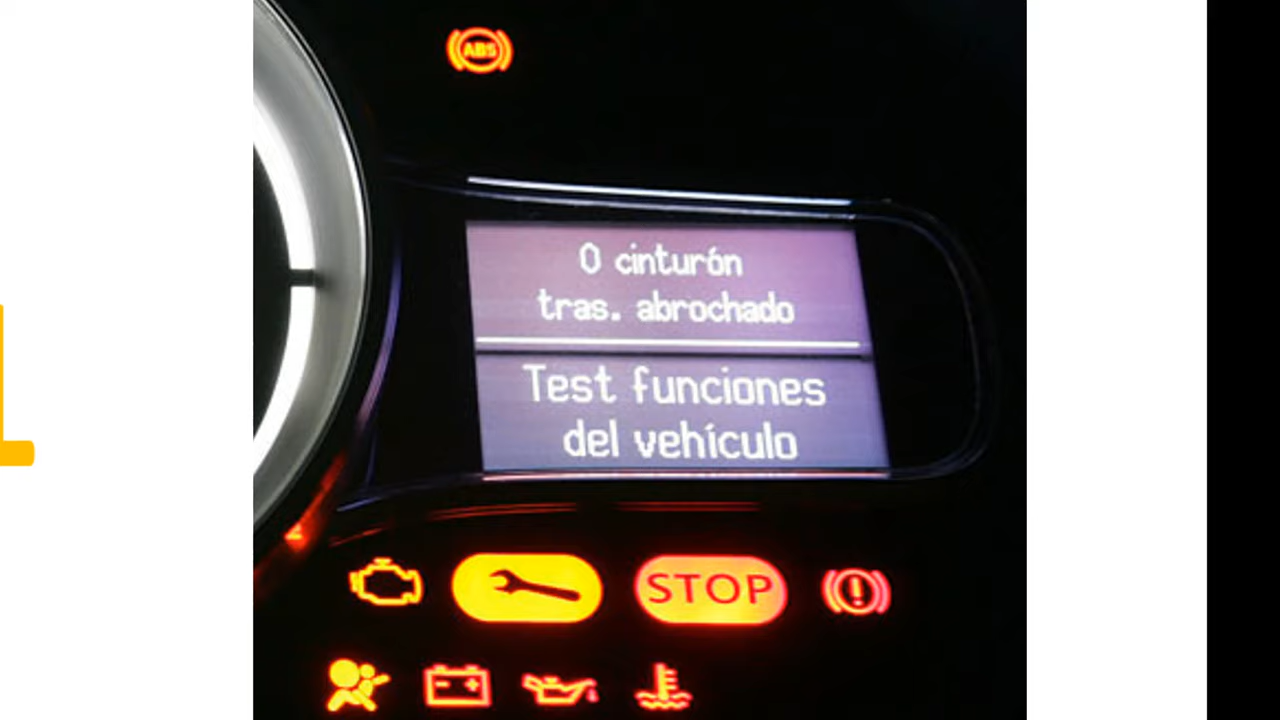 ABS
0 cinturón
tras. abrochado
Test funciones
del vehículo
STOP